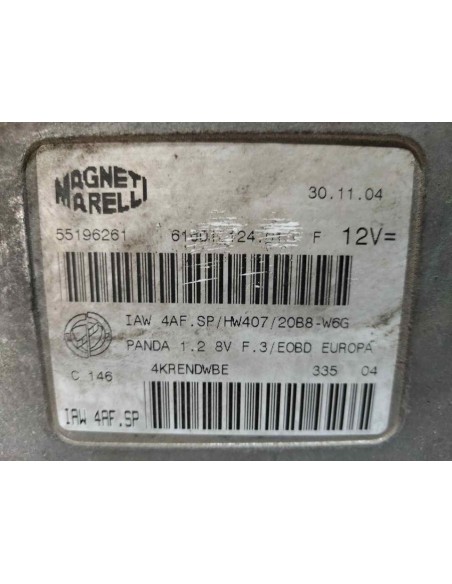 MAGNETI
MARELLI
30.11.04
55196261 F 12V=
IAW 4AF.SP/HW407/20B8-W6G
PANDA 1.2 8V F.3/EOBD EUROPA
C 146 4KRENDWBE 335 04
IAW 4AF.SP